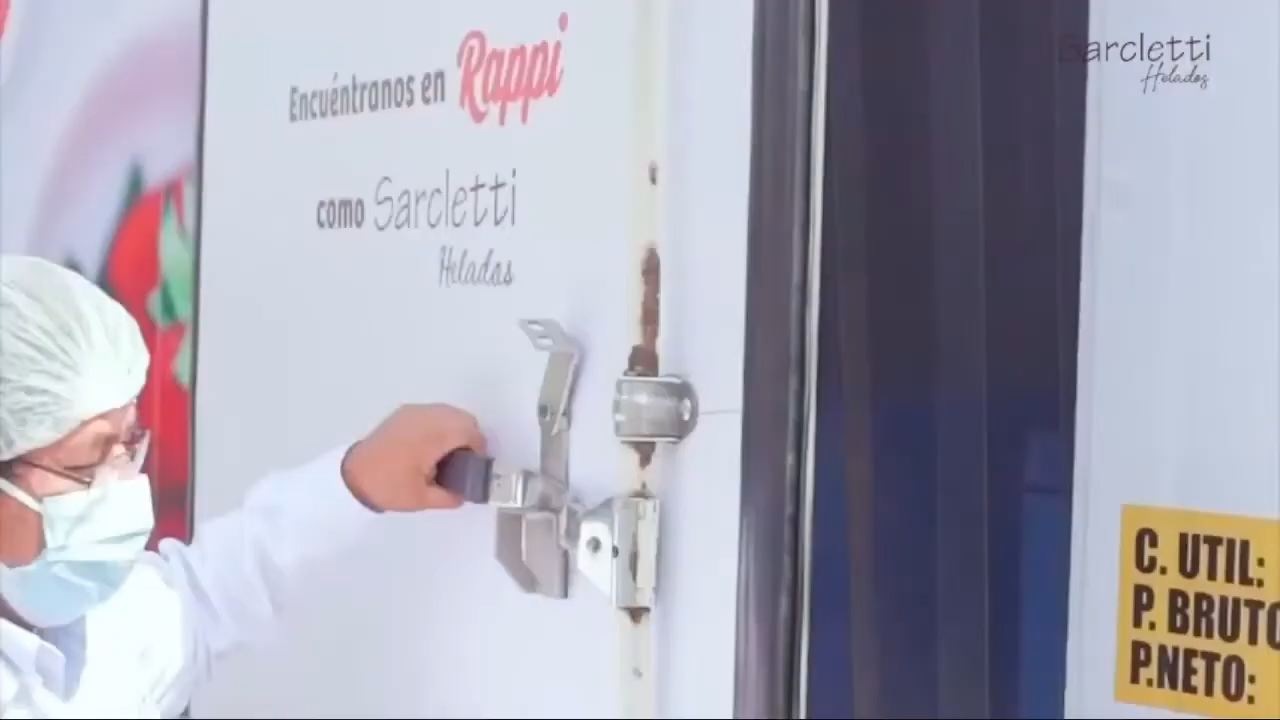 Encuéntranos en Rappi
como Sarcletti
Helados
Sarcletti
Helados
C. UTIL:
P. BRUTO
P.NETO: